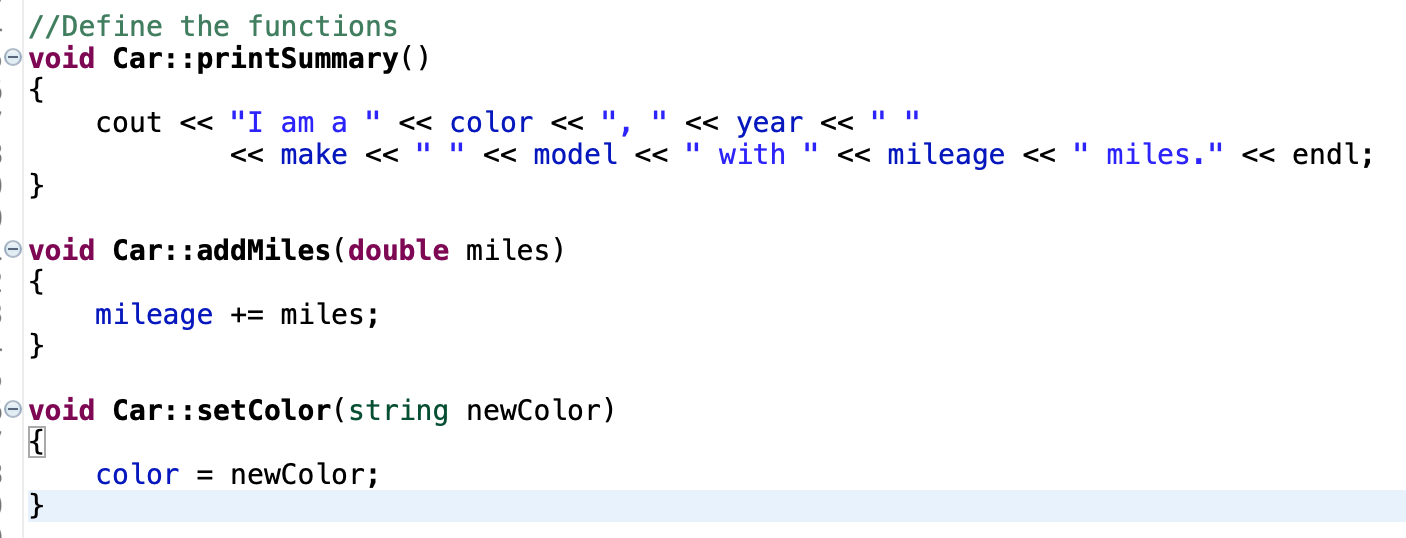 //Define the functions
void Car::printSummary()
{
    cout << "I am a " << color << ", " << year << " "
            << make << " " << model << " with " << mileage << " miles." << endl;
}

void Car::addMiles(double miles)
{
    mileage += miles;
}

void Car::setColor(string newColor)
{
    color = newColor;
}